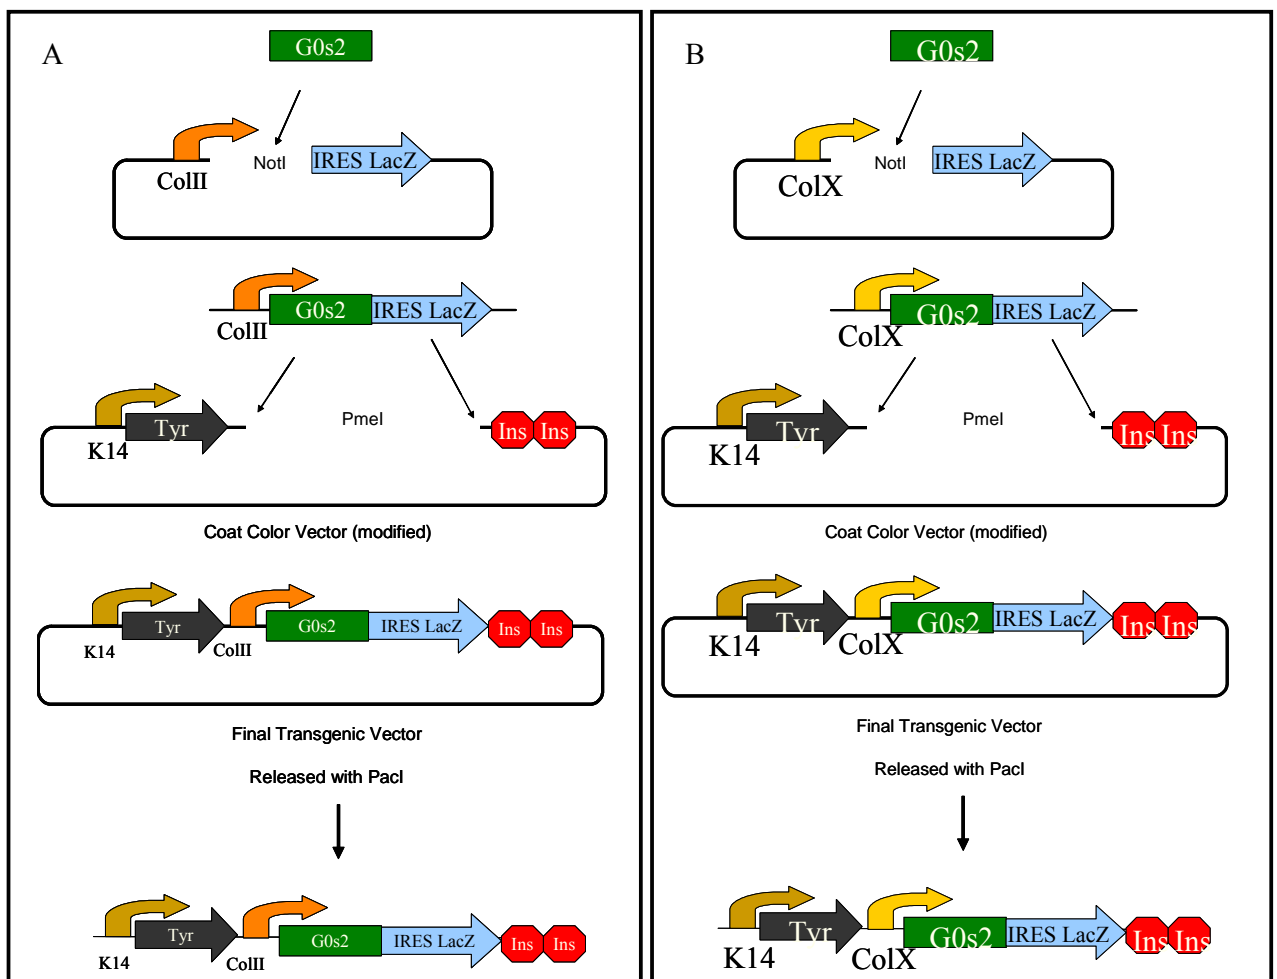 A
G0s2
NotI
IRES LacZ
ColII
G0s2
IRES LacZ
ColII
Tyr
PmeI
Ins Ins
K14
Coat Color Vector (modified)
Tyr
G0s2
IRES LacZ
Ins Ins
K14
ColII
Final Transgenic Vector
Released with PacI
Tyr
G0s2
IRES LacZ
Ins Ins
K14
ColII
B
G0s2
NotI
IRES LacZ
ColX
G0s2
IRES LacZ
ColX
Tyr
PmeI
Ins Ins
K14
Coat Color Vector (modified)
Tyr
G0s2
IRES LacZ
Ins Ins
K14
ColX
Final Transgenic Vector
Released with PacI
Tyr
G0s2
IRES LacZ
Ins Ins
K14
ColX